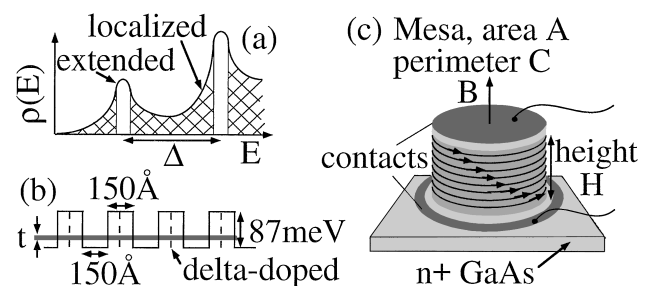 (a)
localized
extended
ρ(E)
Δ
E
(b)
150Å
t
87meV
150Å
delta-doped
(c) Mesa, area A
perimeter C
B
contacts
height
H
n+ GaAs